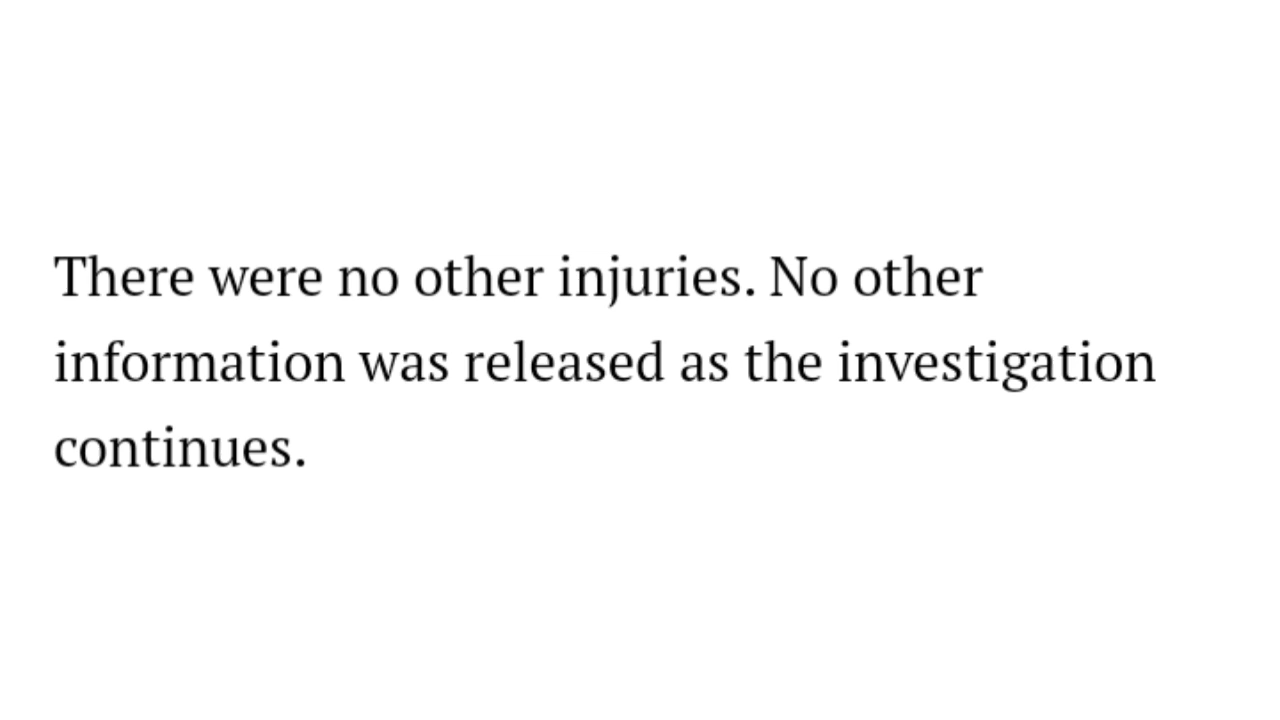 There were no other injuries. No other
information was released as the investigation
continues.